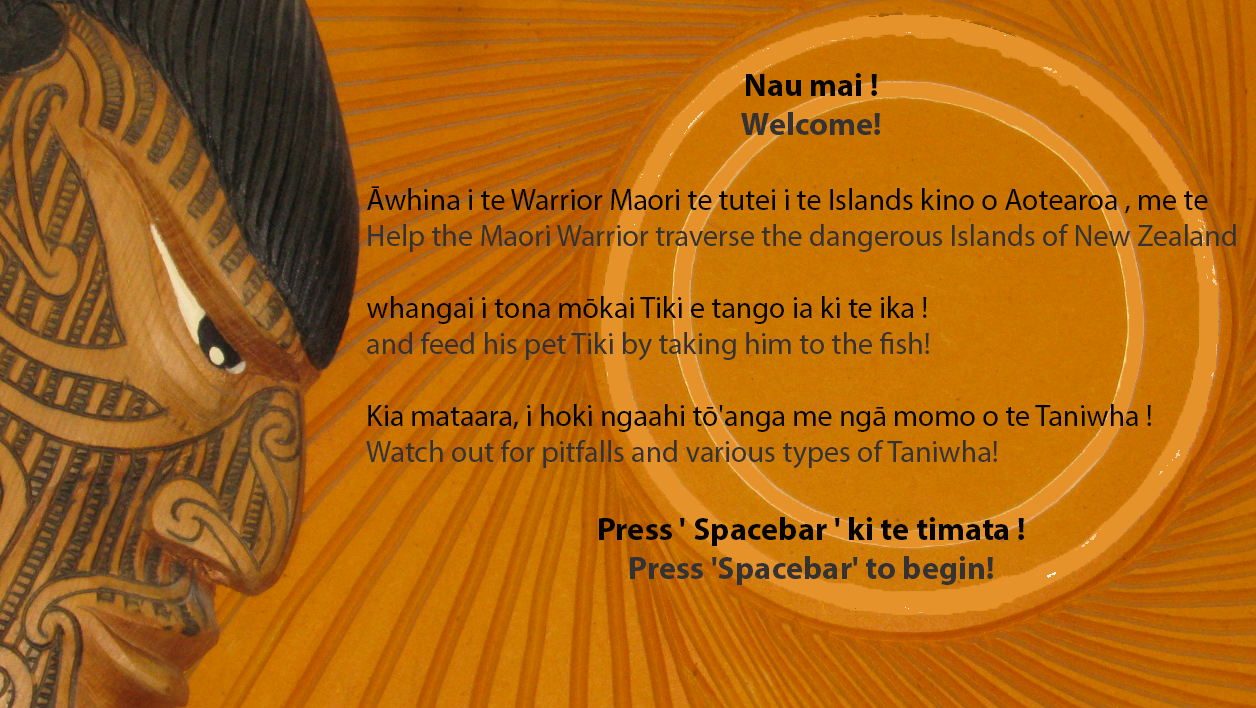 Nau mai !
Welcome!
Āwhina i te Warrior Maori te tutei i te Islands kino o Aotearoa , me te
Help the Maori Warrior traverse the dangerous Islands of New Zealand
whangai i tona mōkai Tiki e tango ia ki te ika !
and feed his pet Tiki by taking him to the fish!
Kia mataara, i hoki ngaahi tō'anga me ngā momo o te Taniwha !
Watch out for pitfalls and various types of Taniwha!
Press ' Spacebar ' ki te timata !
Press 'Spacebar' to begin!